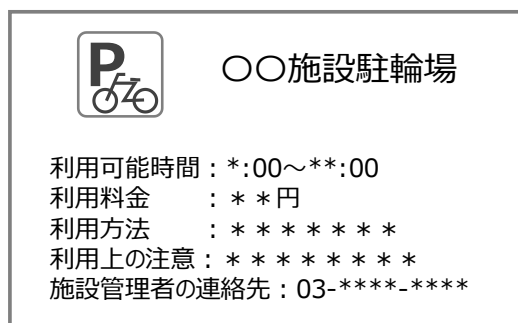 P
〇〇施設駐輪場
利用可能時間：*:00～**:00
利用料金　　：＊＊円
利用方法　　：＊＊＊＊＊＊＊
利用上の注意：＊＊＊＊＊＊＊＊
施設管理者の連絡先：03-****-****